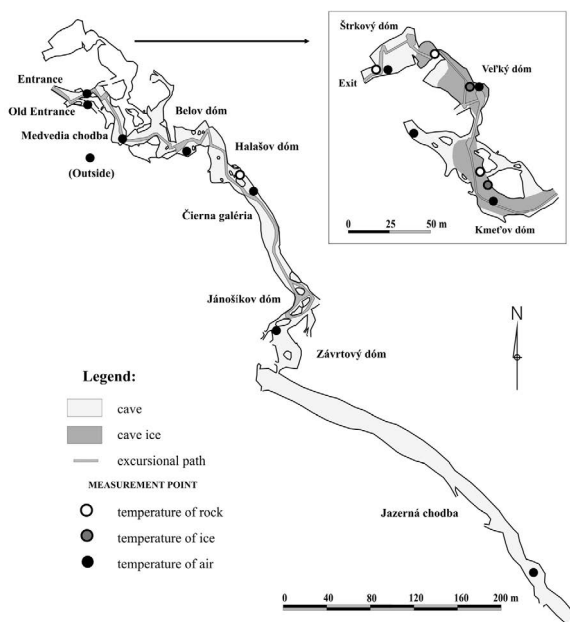 Štrkový dóm
Exit
Veľký dóm
Kmeťov dóm
0 25 50 m
Entrance
Old Entrance
Medvedia chodba
(Outside)
Belov dóm
Halašov dóm
Čierna galéria
Jánošíkov dóm
Závrtový dóm
N
Legend:
cave
cave ice
excursional path
MEASUREMENT POINT
temperature of rock
temperature of ice
temperature of air
Jazerná chodba
0 40 80 120 160 200 m